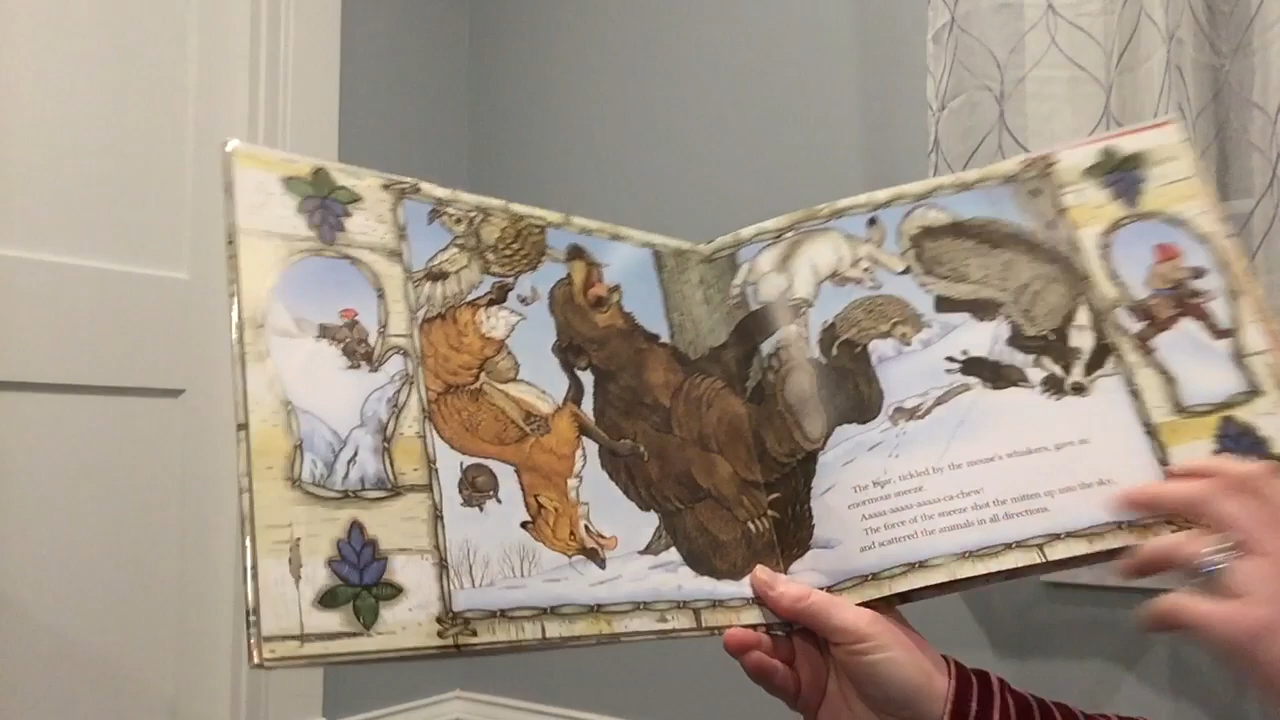 The bear, tickled by the mouse's whiskers, gave an
enormous sneeze.
Aaaaa-aaaaa-aaaaa-ca-chew!
The force of the sneeze shot the mitten up into the sky,
and scattered the animals in all directions.